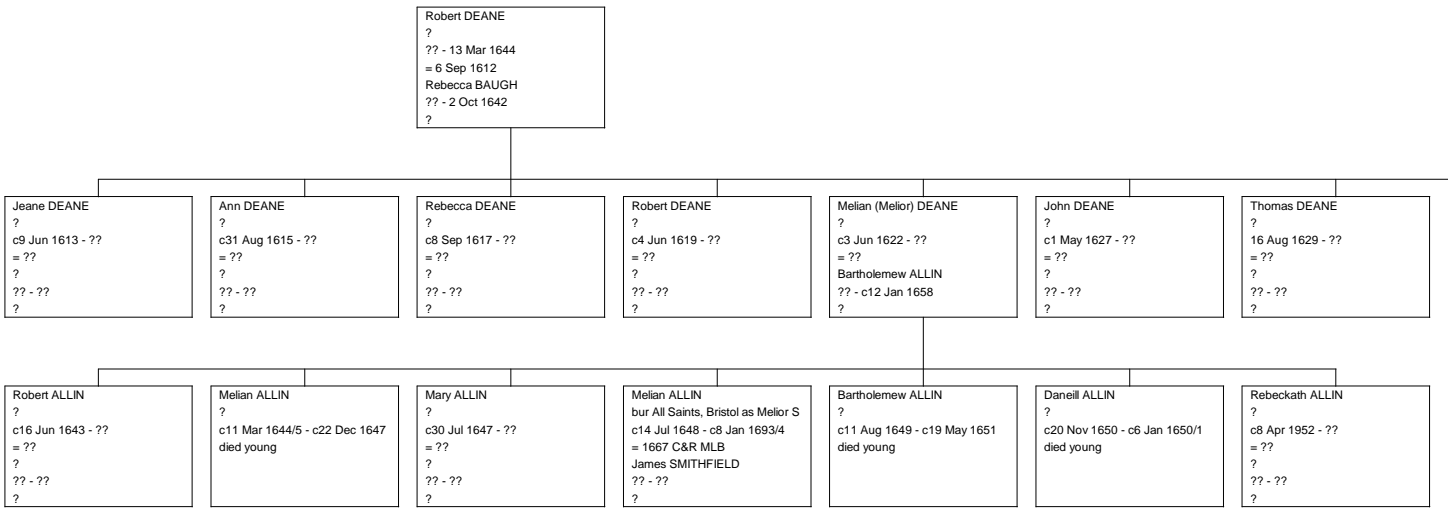 Robert DEANE
?
?? - 13 Mar 1644
= 6 Sep 1612
Rebecca BAUGH
?? - 2 Oct 1642
?
Jeane DEANE
?
c9 Jun 1613 - ??
= ??
?
?? - ??
?
Ann DEANE
?
c31 Aug 1615 - ??
= ??
?
?? - ??
?
Rebecca DEANE
?
c8 Sep 1617 - ??
= ??
?
?? - ??
?
Robert DEANE
?
c4 Jun 1619 - ??
= ??
?
?? - ??
?
Melian (Melior) DEANE
?
c3 Jun 1622 - ??
= ??
Bartholemew ALLIN
?? - c12 Jan 1658
?
John DEANE
?
c1 May 1627 - ??
= ??
?
?? - ??
?
Thomas DEANE
?
16 Aug 1629 - ??
= ??
?
?? - ??
?
Robert ALLIN
?
c16 Jun 1643 - ??
= ??
?
?? - ??
?
Melian ALLIN
?
c11 Mar 1644/5 - c22 Dec 1647
died young
Mary ALLIN
?
c30 Jul 1647 - ??
= ??
?
?? - ??
?
Melian ALLIN
bur All Saints, Bristol as Melior S
c14 Jul 1648 - c8 Jan 1693/4
= 1667 C&R MLB
James SMITHFIELD
?? - ??
?
Bartholemew ALLIN
?
c11 Aug 1649 - c19 May 1651
died young
Daneill ALLIN
?
c20 Nov 1650 - c6 Jan 1650/1
died young
Rebeckath ALLIN
?
c8 Apr 1952 - ??
= ??
?
?? - ??
?